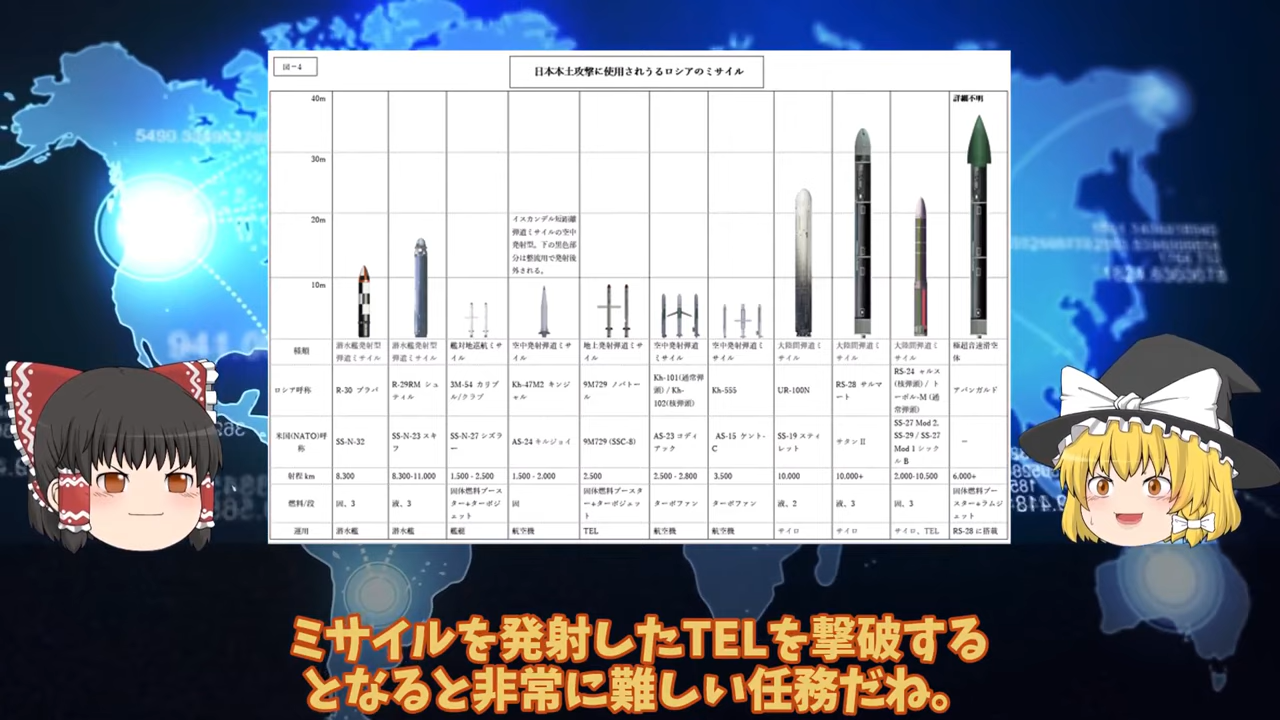 図－4
日本本土攻撃に使用されうるロシアのミサイル
40m
詳細不明
30m
20m
イスカンデル短距離
弾道ミサイルの空中
発射型。下の黒色部
分は整流用で発射後
外される。
10m
種類
潜水艦発射型
弾道ミサイル
潜水艦発射型
弾道ミサイル
艦対地巡航ミサ
イル
空中発射弾道ミサ
イル
地上発射弾道ミサ
イル
空中発射弾道
ミサイル
空中発射弾道ミ
サイル
大陸間弾道ミ
サイル
大陸間弾道ミ
サイル
大陸間弾道ミ
サイル
極超音速滑空
体
ロシア呼称
R-30 ブラバ
R-29RM シュ
ティル
3M-54 カリブ
ル/クラブ
Kh-47M2 キンジ
ャル
9M729 ノバトー
ル
Kh-101(通常弾
頭) / Kh-
102(核弾頭)
Kh-555
UR-100N
RS-28 サルマ
ート
RS-24 ヤルス
(核弾頭) / ト
ーポル-M (通
常弾頭)
アバンガルド
米国(NATO)呼
称
SS-N-32
SS-N-23 スキ
フ
SS-N-27 シズラ
ー
AS-24 キルジョイ
9M729 (SSC-8)
AS-23 コディ
アック
AS-15 ケント-
C
SS-19 スティ
レット
サタンⅡ
SS-27 Mod 2,
SS-29 / SS-27
Mod 1 シック
ル B
－
射程 km
8.300
8.300-11.000
1.500 - 2.500
1.500 - 2.000
2.500
2.500 - 2.800
3.500
10.000
10.000+
2.000-10.500
6.000+
燃料/段
固、3
液、3
固体燃料ブース
ター+ターボジ
ェット
固
固体燃料ブースタ
ー+ターボジェッ
ト
ターボファン
ターボファン
液、2
液、3
固、3
固体燃料ブー
スター+ラムジ
ェット
運用
潜水艦
潜水艦
艦艇
航空機
TEL
航空機
航空機
サイロ
サイロ
サイロ、TEL
RS-28 に搭載
ミサイルを発射したTELを撃破する
となると非常に難しい任務だね。